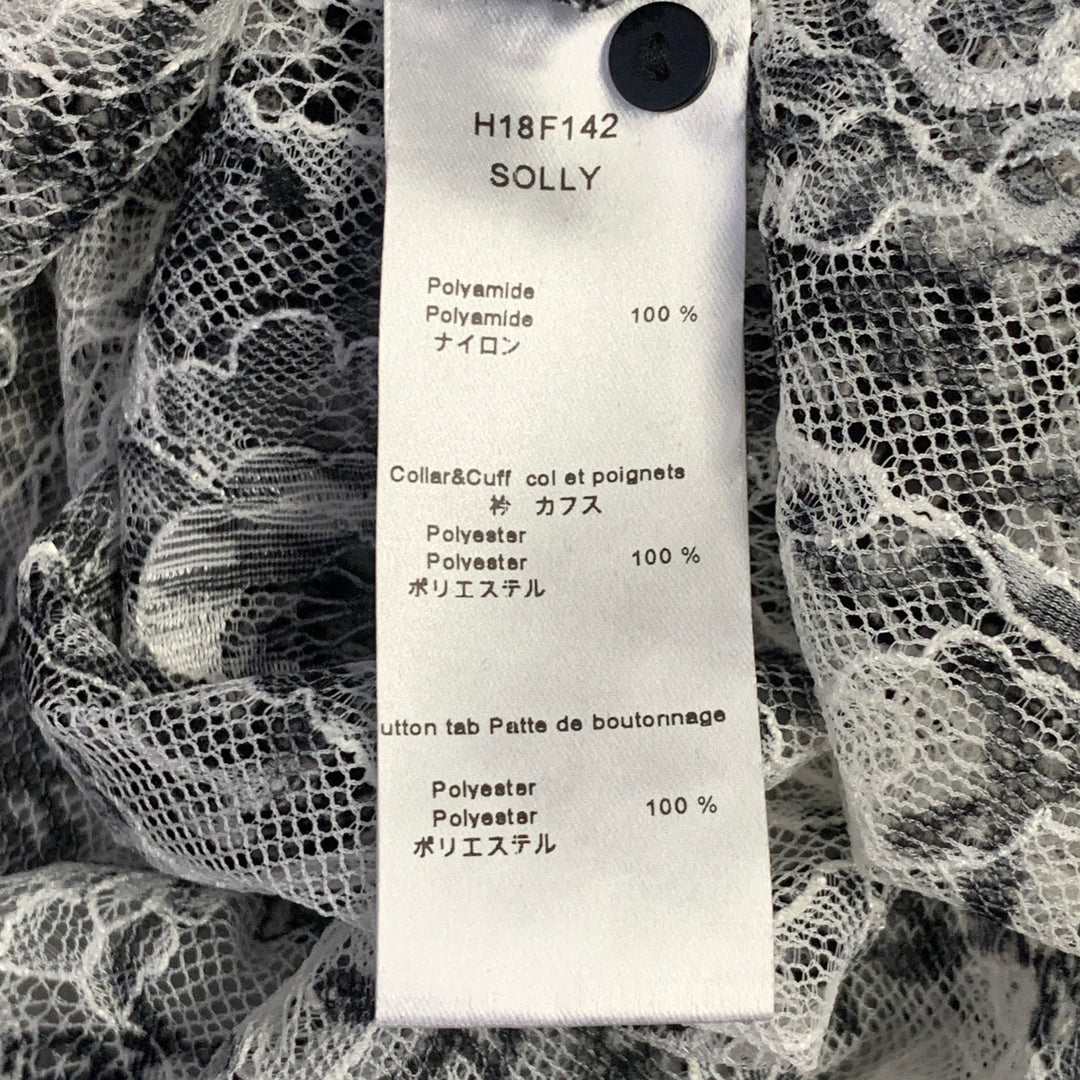 H18F142
SOLLY
Polyamide
Polyamide 100 %
ナイロン
Collar&Cuff col et poignets
衿 カフス
Polyester
Polyester 100 %
ポリエステル
utton tab Patte de boutonnage
Polyester
Polyester 100 %
ポリエステル